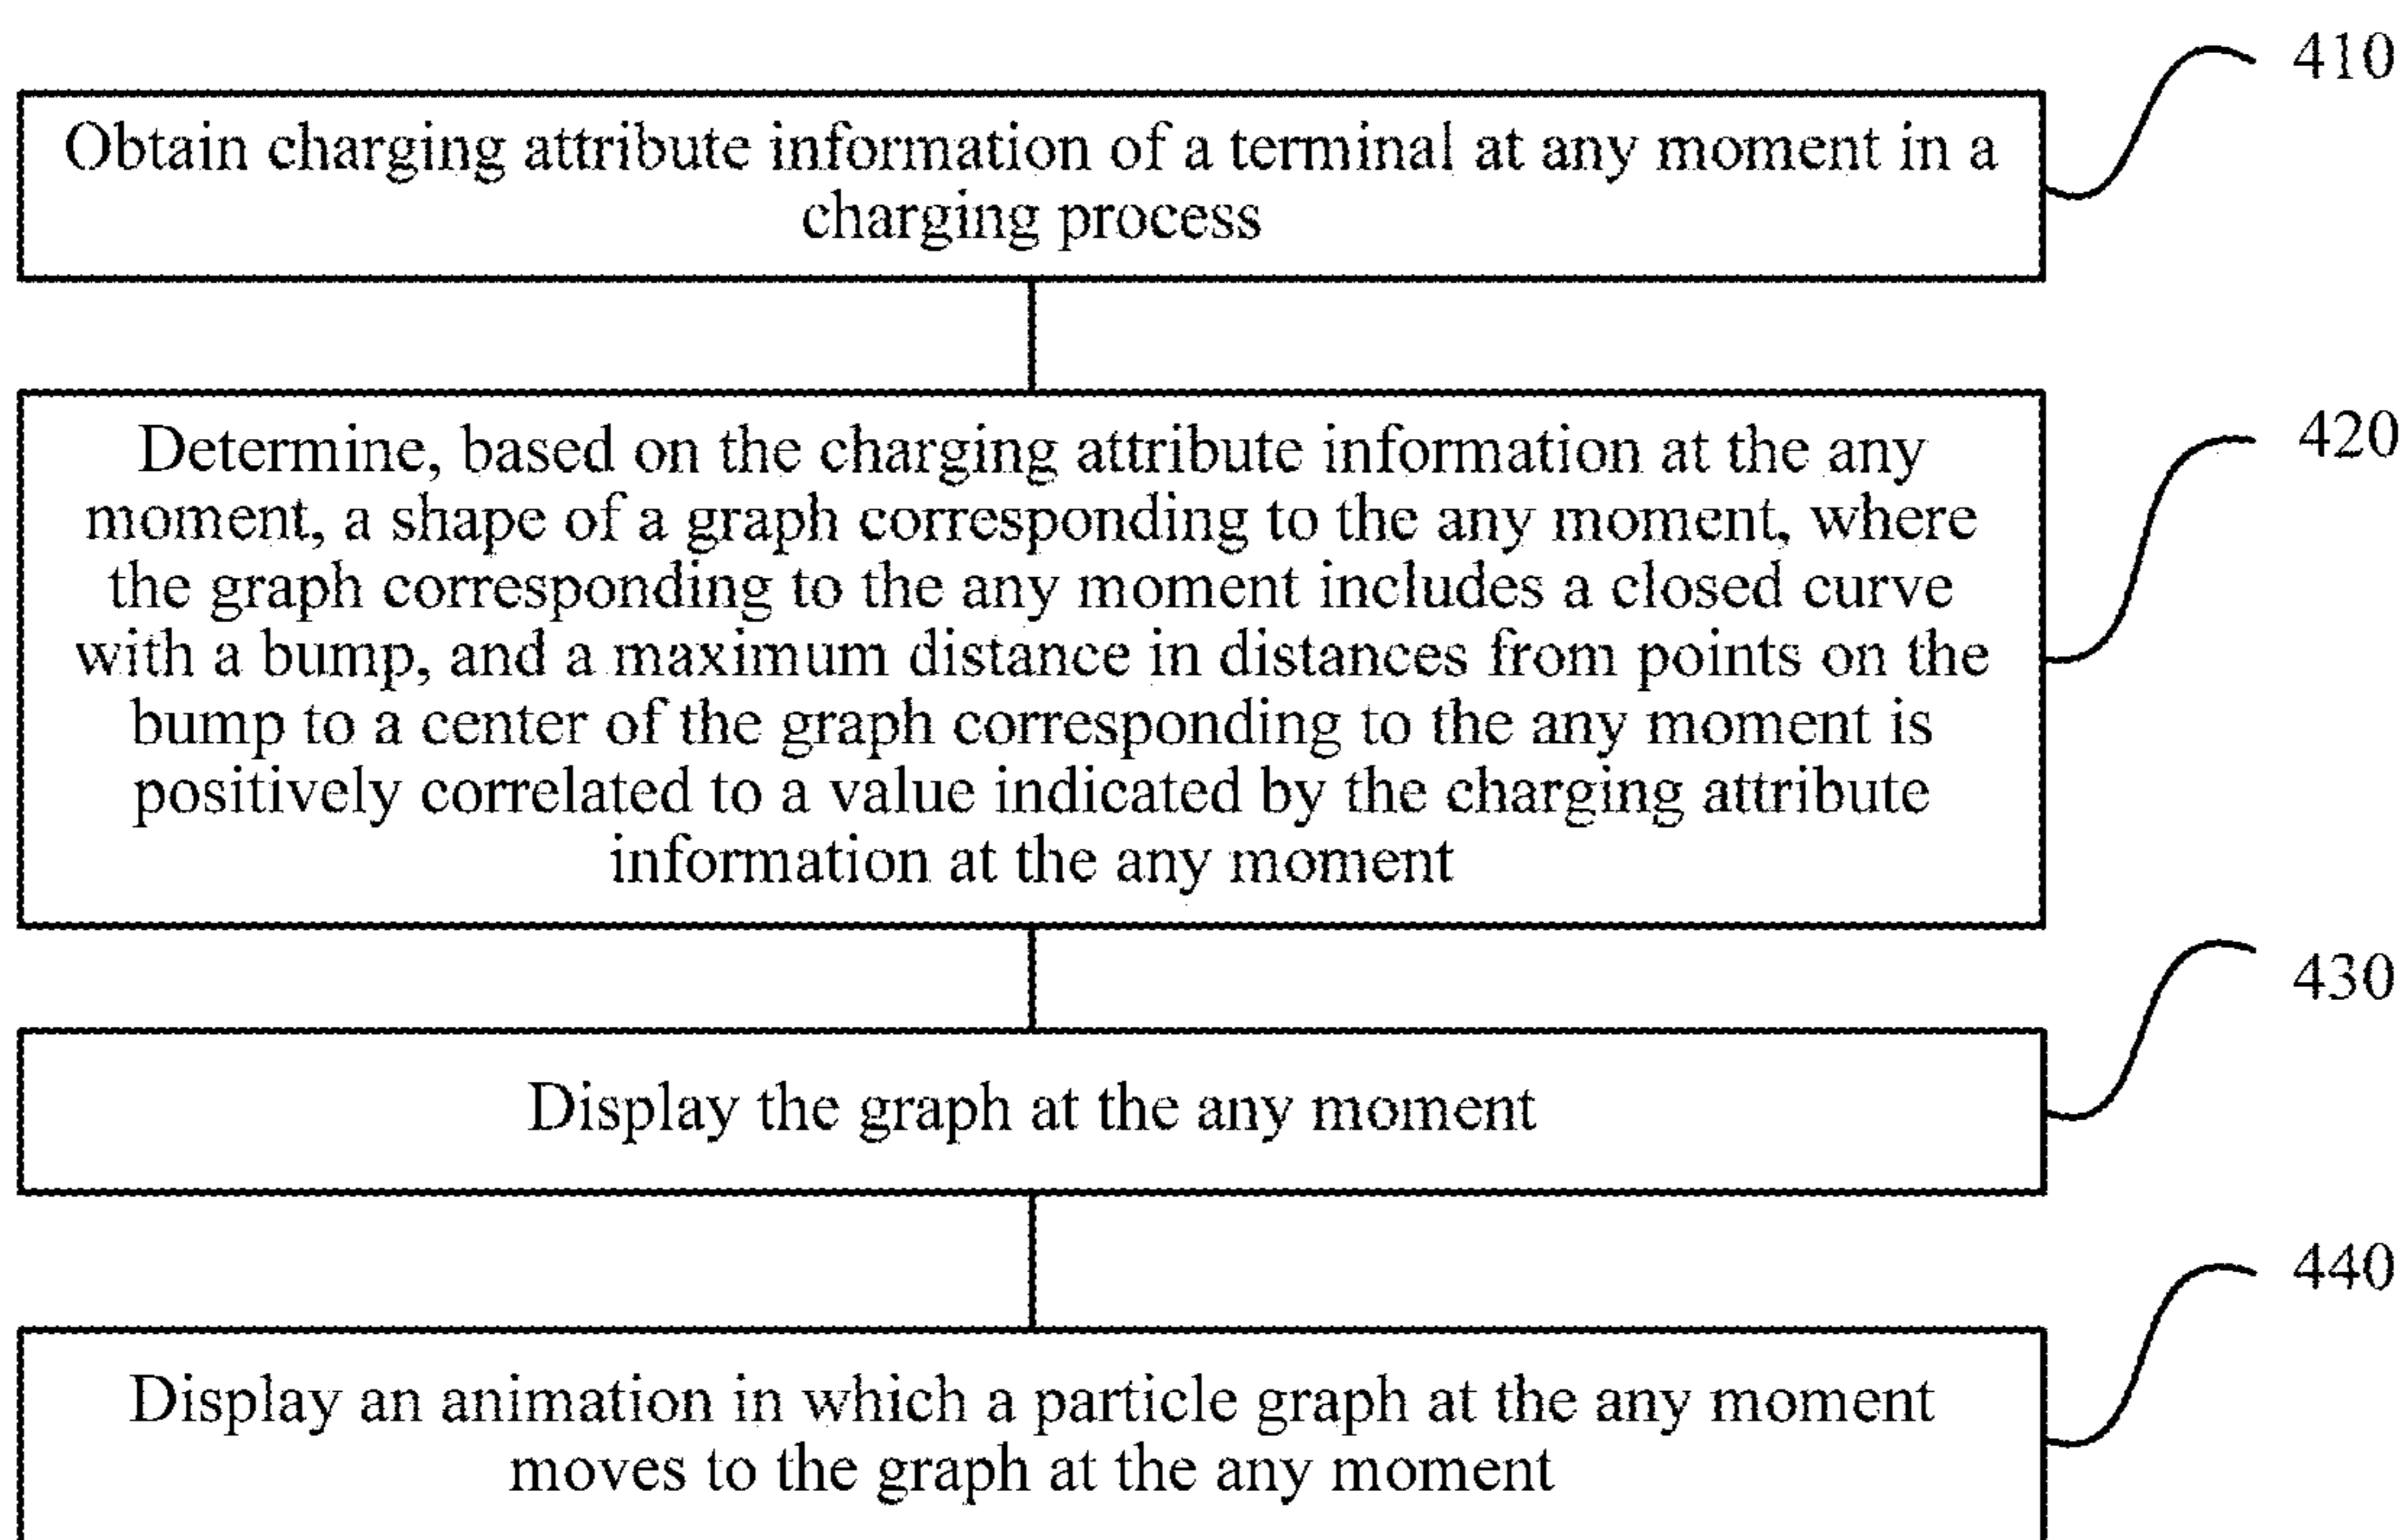 410
Obtain charging attribute information of a terminal at any moment in a
charging process
420
Determine, based on the charging attribute information at the any
moment, a shape of a graph corresponding to the any moment, where
the graph corresponding to the any moment includes a closed curve
with a bump, and a maximum distance in distances from points on the
bump to a center of the graph corresponding to the any moment is
positively correlated to a value indicated by the charging attribute
information at the any moment
430
Display the graph at the any moment
440
Display an animation in which a particle graph at the any moment
moves to the graph at the any moment